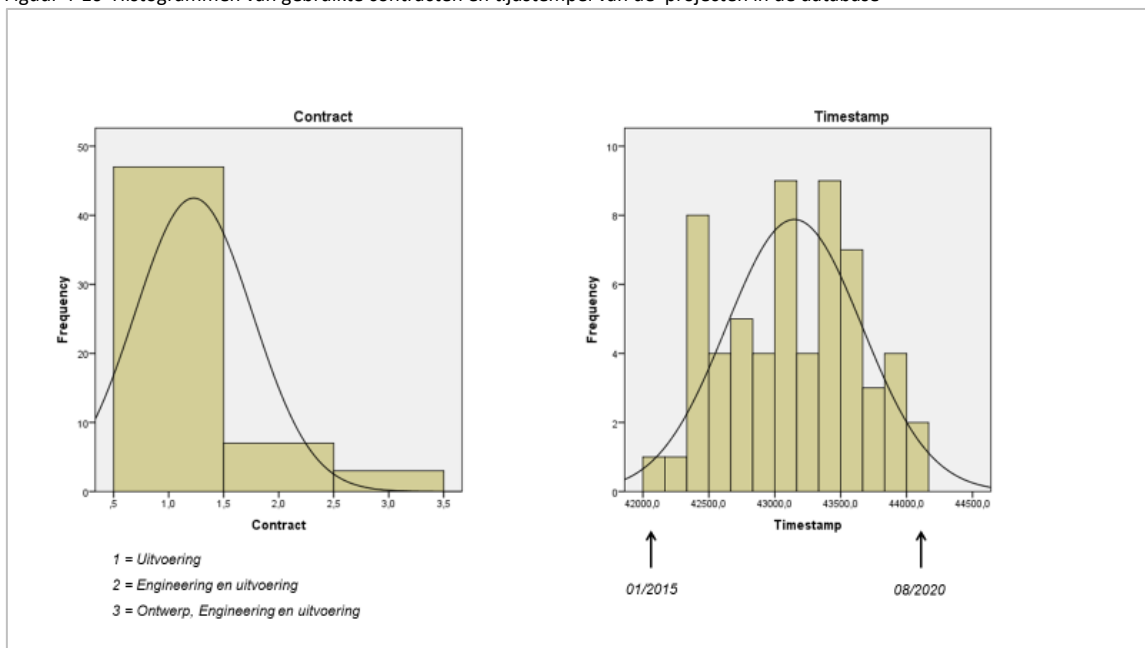 Contract
50
40
30
20
10
0
Frequency
,5 1,0 1,5 2,0 2,5 3,0 3,5
Contract
1 = Uitvoering
2 = Engineering en uitvoering
3 = Ontwerp, Engineering en uitvoering
Timestamp
10
8
6
4
2
0
Frequency
42000,0 42500,0 43000,0 43500,0 44000,0 44500,0
Timestamp
01/2015 08/2020